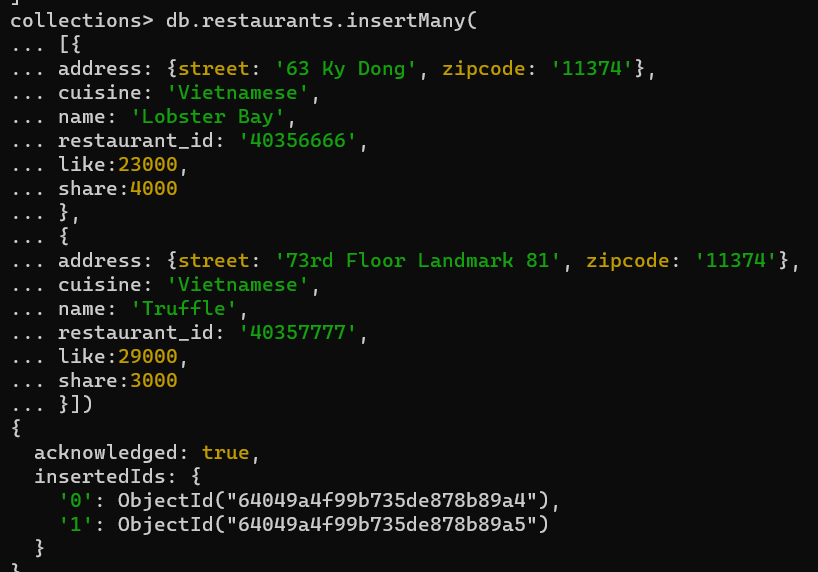 ]
collections> db.restaurants.insertMany(
... [{
... address: {street: '63 Ky Dong', zipcode: '11374'},
... cuisine: 'Vietnamese',
... name: 'Lobster Bay',
... restaurant_id: '40356666',
... like:23000,
... share:4000
... },
... {
... address: {street: '73rd Floor Landmark 81', zipcode: '11374'},
... cuisine: 'Vietnamese',
... name: 'Truffle',
... restaurant_id: '40357777',
... like:29000,
... share:3000
... }])
{
  acknowledged: true,
  insertedIds: {
    '0': ObjectId("64049a4f99b735de878b89a4"),
    '1': ObjectId("64049a4f99b735de878b89a5")
  }
}